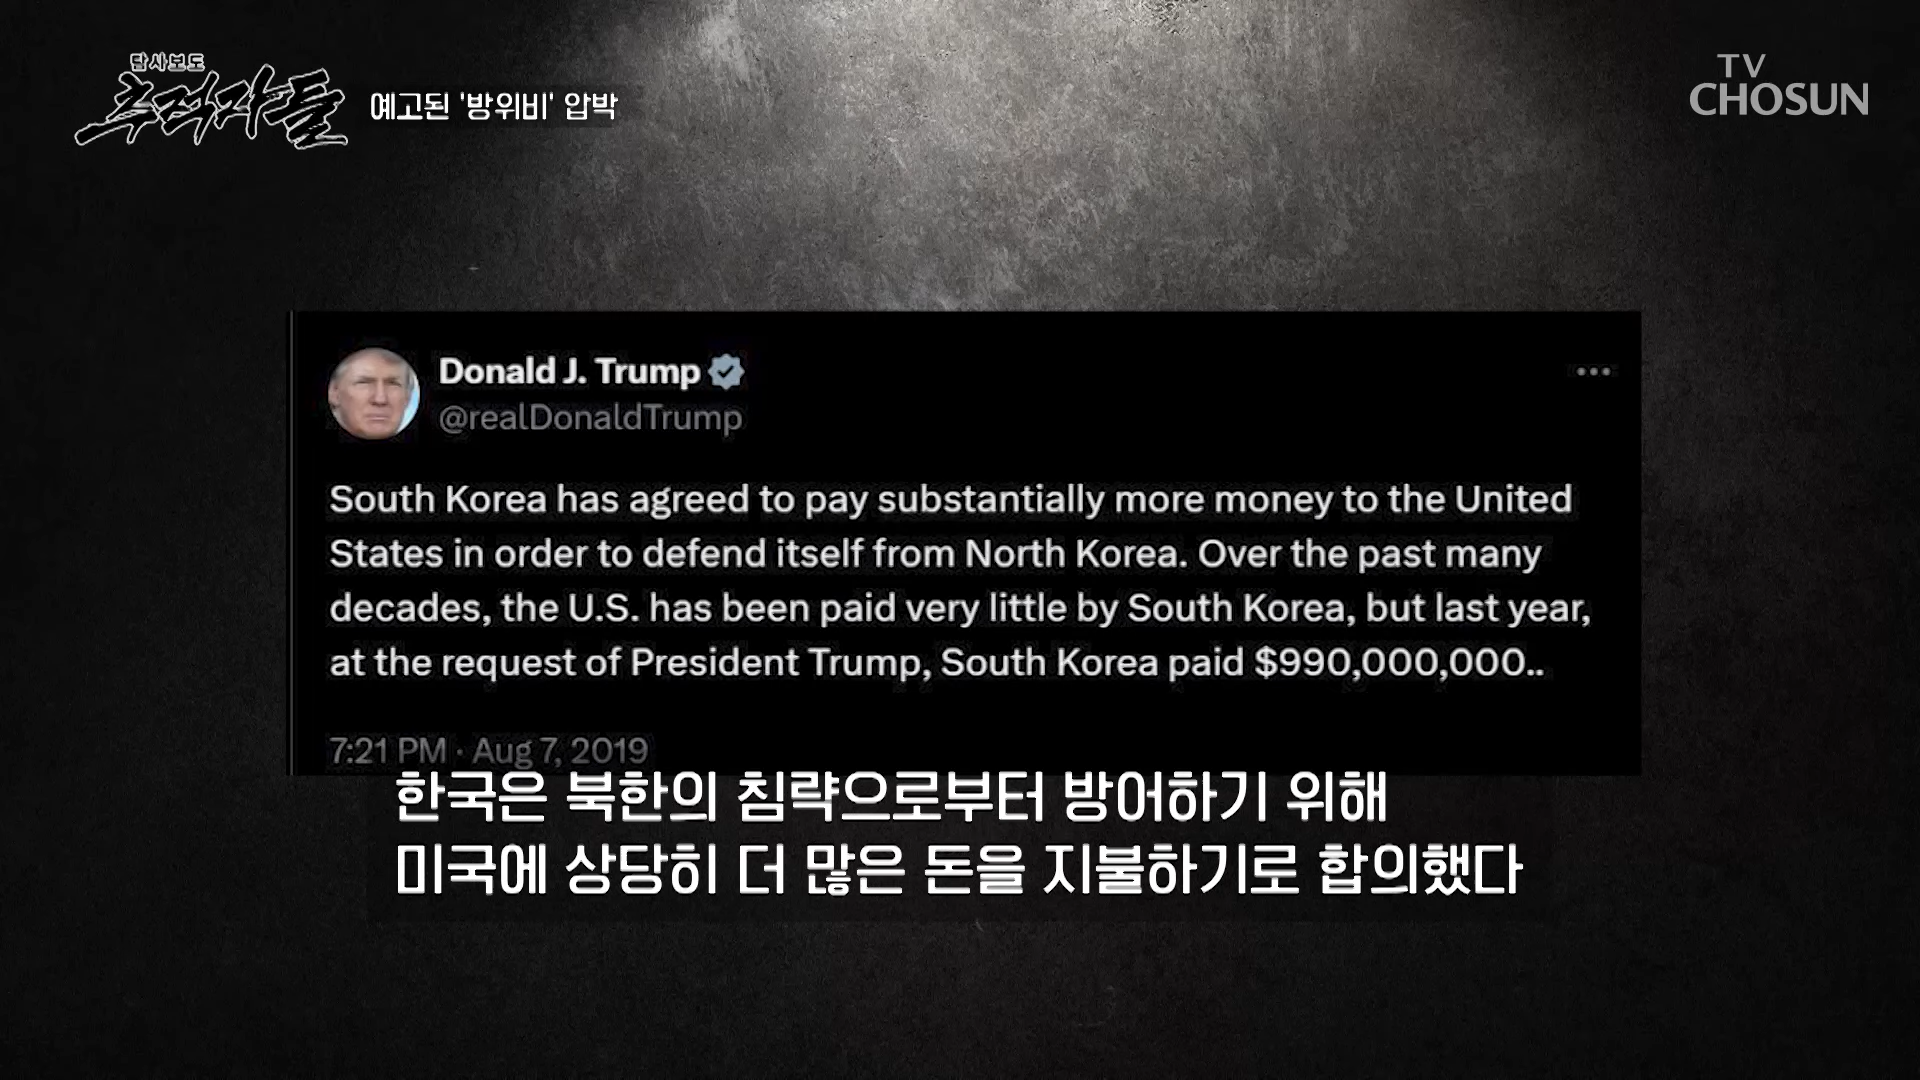 탐사보도
추적자들
예고된 '방위비' 압박
TV
CHOSUN
Donald J. Trump
@realDonaldTrump
South Korea has agreed to pay substantially more money to the United
States in order to defend itself from North Korea. Over the past many
decades, the U.S. has been paid very little by South Korea, but last year,
at the request of President Trump, South Korea paid $990,000,000..
7:21 PM · Aug 7, 2019
한국은 북한의 침략으로부터 방어하기 위해
미국에 상당히 더 많은 돈을 지불하기로 합의했다